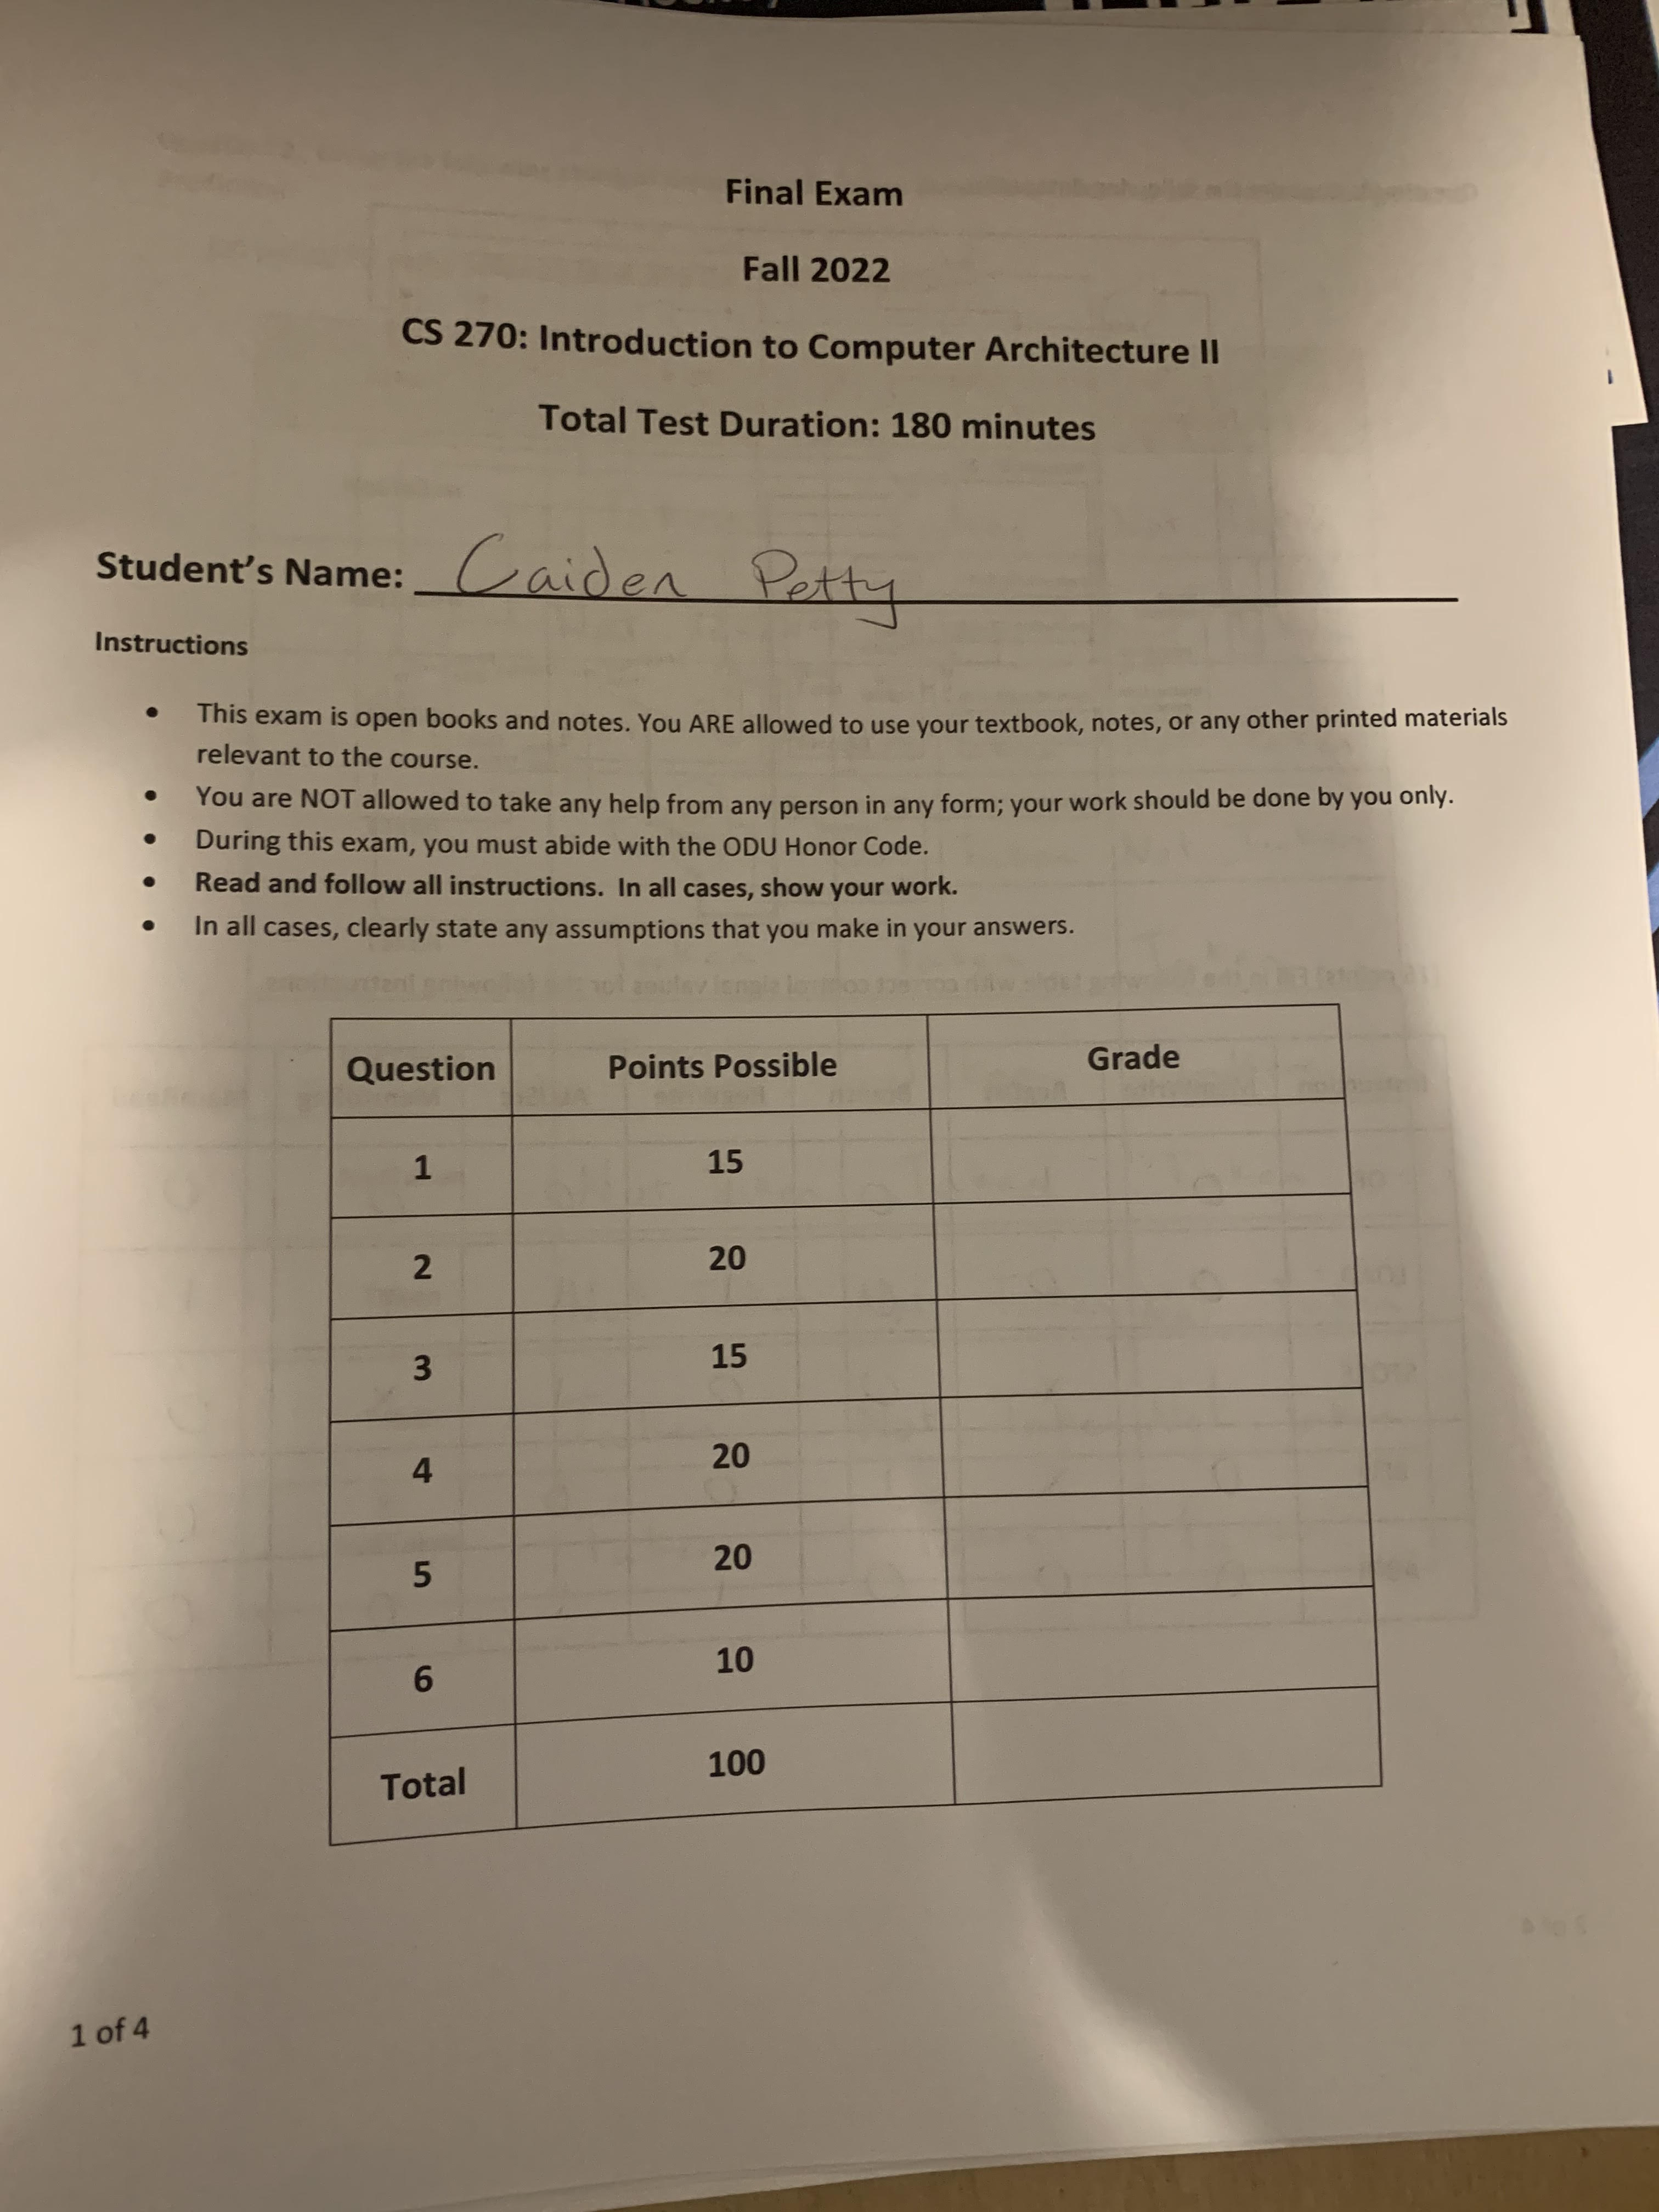 Final Exam
Fall 2022
CS 270: Introduction to Computer Architecture II
Total Test Duration: 180 minutes
Student's Name: Caiden Petty
Instructions
• This exam is open books and notes. You ARE allowed to use your textbook, notes, or any other printed materials
relevant to the course.
• You are NOT allowed to take any help from any person in any form; your work should be done by you only.
• During this exam, you must abide with the ODU Honor Code.
• Read and follow all instructions. In all cases, show your work.
• In all cases, clearly state any assumptions that you make in your answers.
Question Points Possible Grade
1 15
2 20
3 15
4 20
5 20
6 10
Total 100
1 of 4